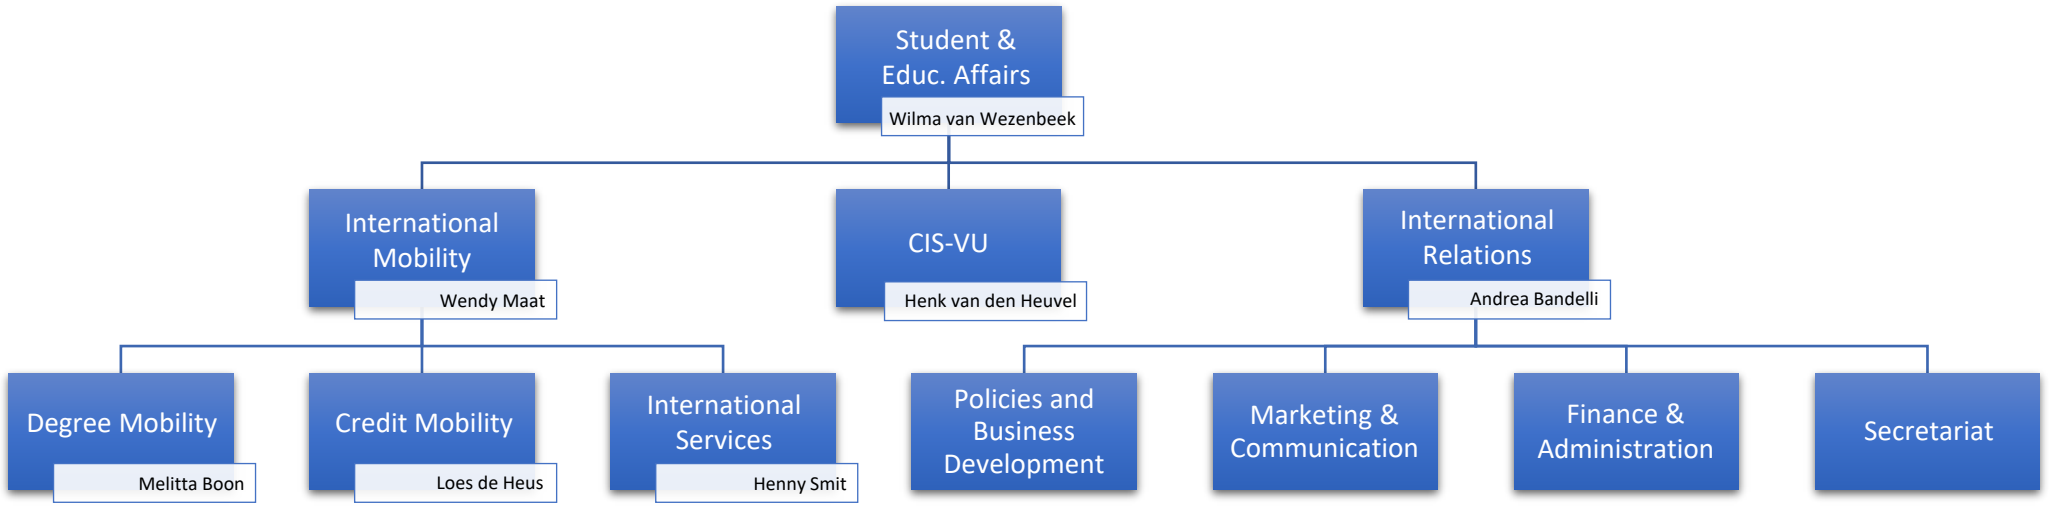 Student &
Educ. Affairs
Wilma van Wezenbeek
International
Mobility
Wendy Maat
CIS-VU
Henk van den Heuvel
International
Relations
Andrea Bandelli
Degree Mobility
Melitta Boon
Credit Mobility
Loes de Heus
International
Services
Henny Smit
Policies and
Business
Development
Marketing &
Communication
Finance &
Administration
Secretariat